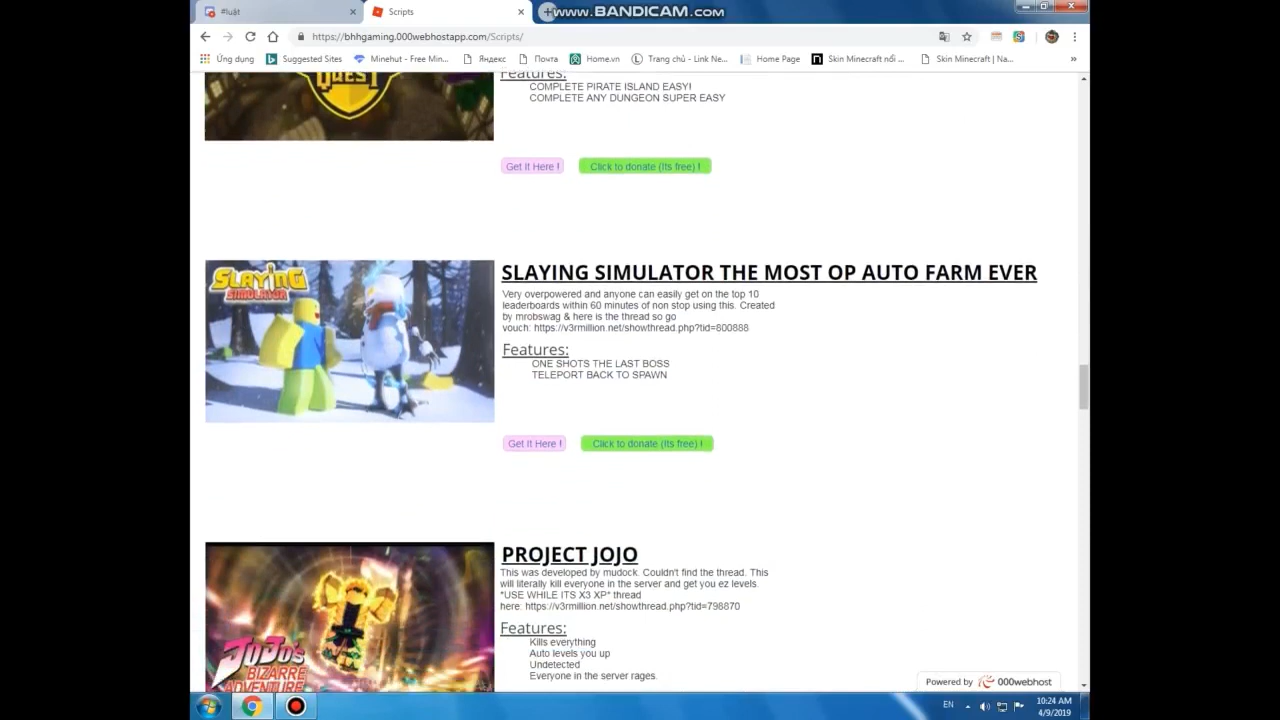 #luật
Scripts
www.BANDICAM.com
https://bhhgaming.000webhostapp.com/Scripts/
Ứng dụng
Suggested Sites
Minehut - Free Min...
Яндекс
Почта
Home.vn
Trang chủ - Link Ne...
Home Page
Skin Minecraft nổi ...
Skin Minecraft | Na...
»
QUEST
Features:
COMPLETE PIRATE ISLAND EASY!
COMPLETE ANY DUNGEON SUPER EASY
Get It Here !
Click to donate (Its free) !
SLAYING
SIMULATOR
SLAYING SIMULATOR THE MOST OP AUTO FARM EVER
Very overpowered and anyone can easily get on the top 10
leaderboards within 60 minutes of non stop using this. Created
by mrobswag & here is the thread so go
vouch: https://v3rmillion.net/showthread.php?tid=800888
Features:
ONE SHOTS THE LAST BOSS
TELEPORT BACK TO SPAWN
Get It Here !
Click to donate (Its free) !
JOJO'S
BIZARRE
ADVENTURE
PROJECT JOJO
This was developed by mudock. Couldn't find the thread. This
will literally kill everyone in the server and get you ez levels.
*USE WHILE ITS X3 XP* thread
here: https://v3rmillion.net/showthread.php?tid=798870
Features:
Kills everything
Auto levels you up
Undetected
Everyone in the server rages.
Powered by 000webhost
EN
10:24 AM
4/9/2019